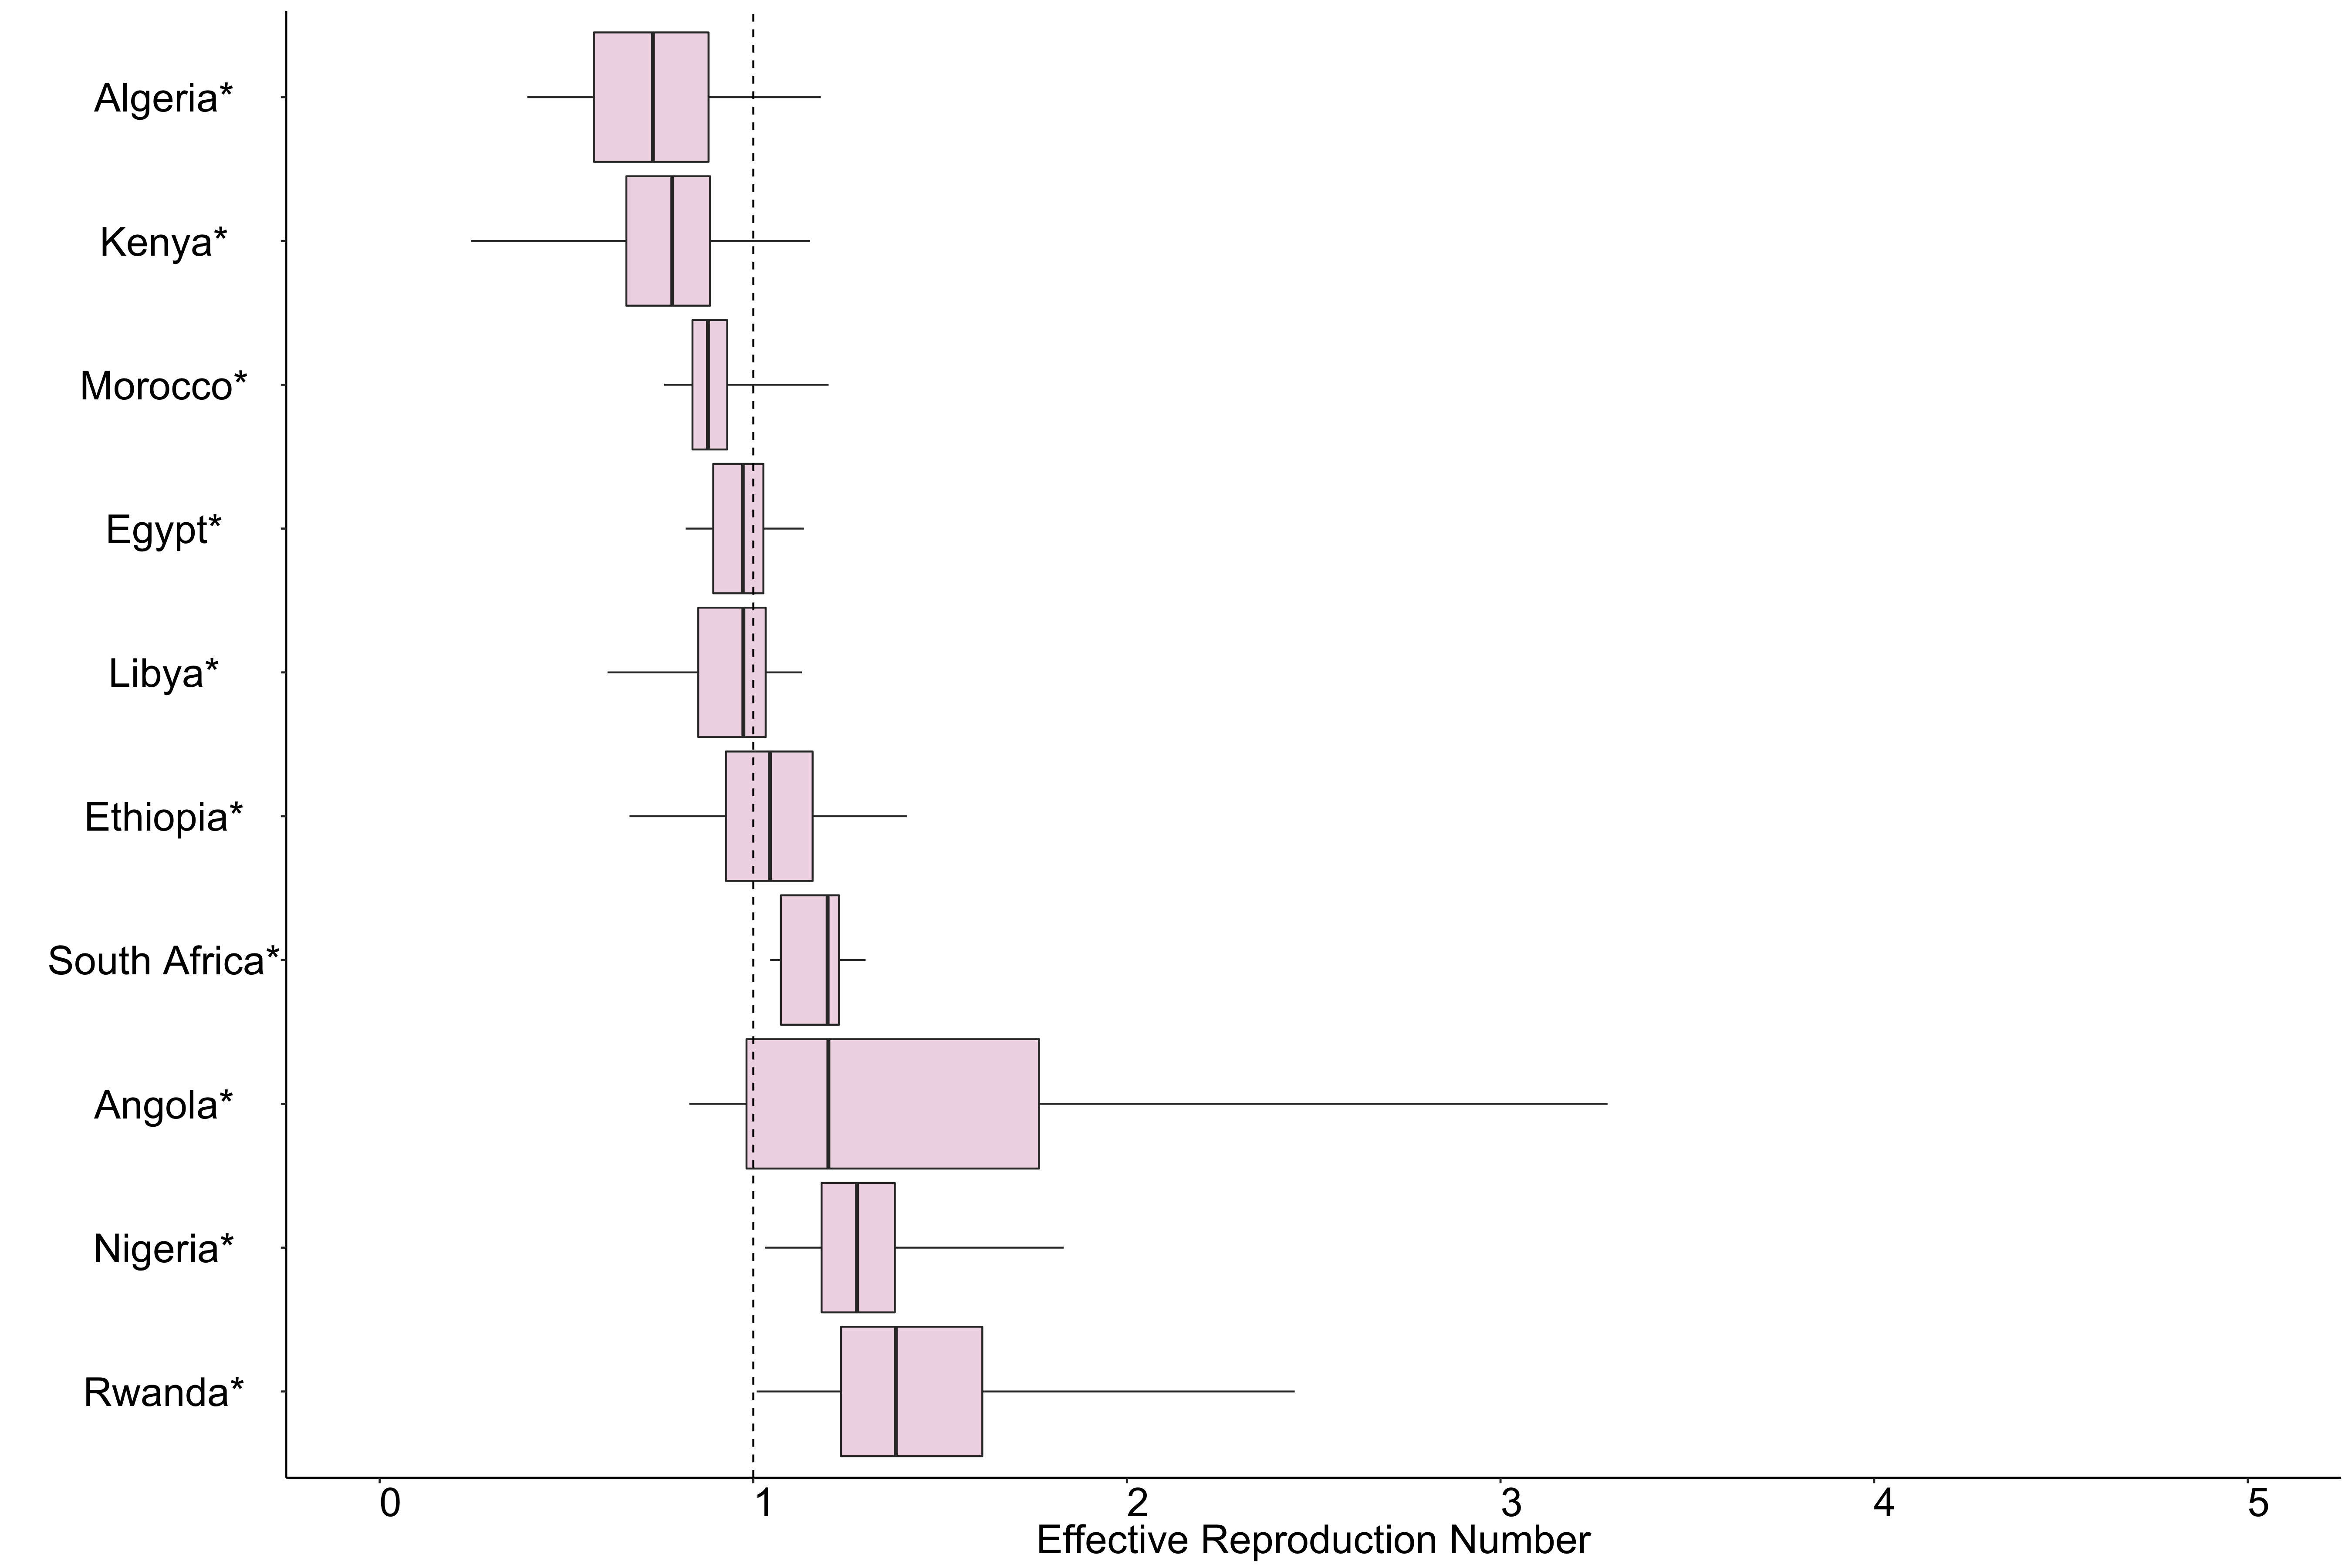 Algeria*
Kenya*
Morocco*
Egypt*
Libya*
Ethiopia*
South Africa*
Angola*
Nigeria*
Rwanda*
0 1 2 3 4 5
Effective Reproduction Number